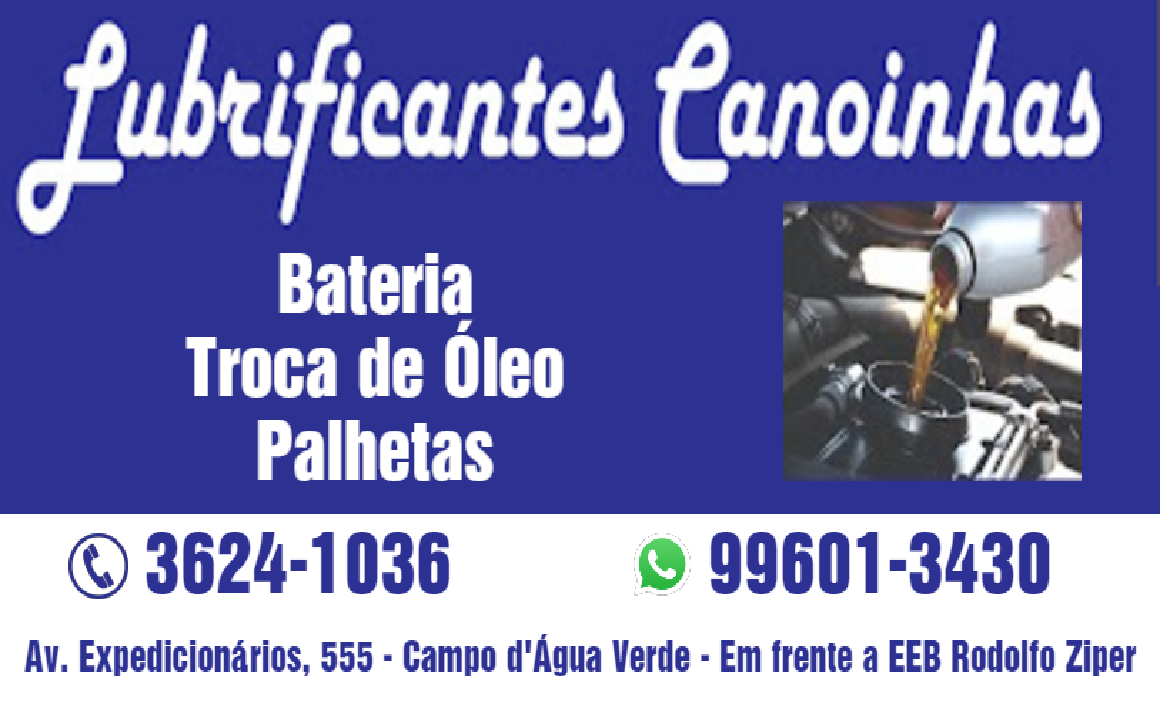 Lubrificantes Canoinhas
Bateria
Troca de Óleo
Palhetas
3624-1036
99601-3430
Av. Expedicionários, 555 - Campo d'Água Verde - Em frente a EEB Rodolfo Ziper